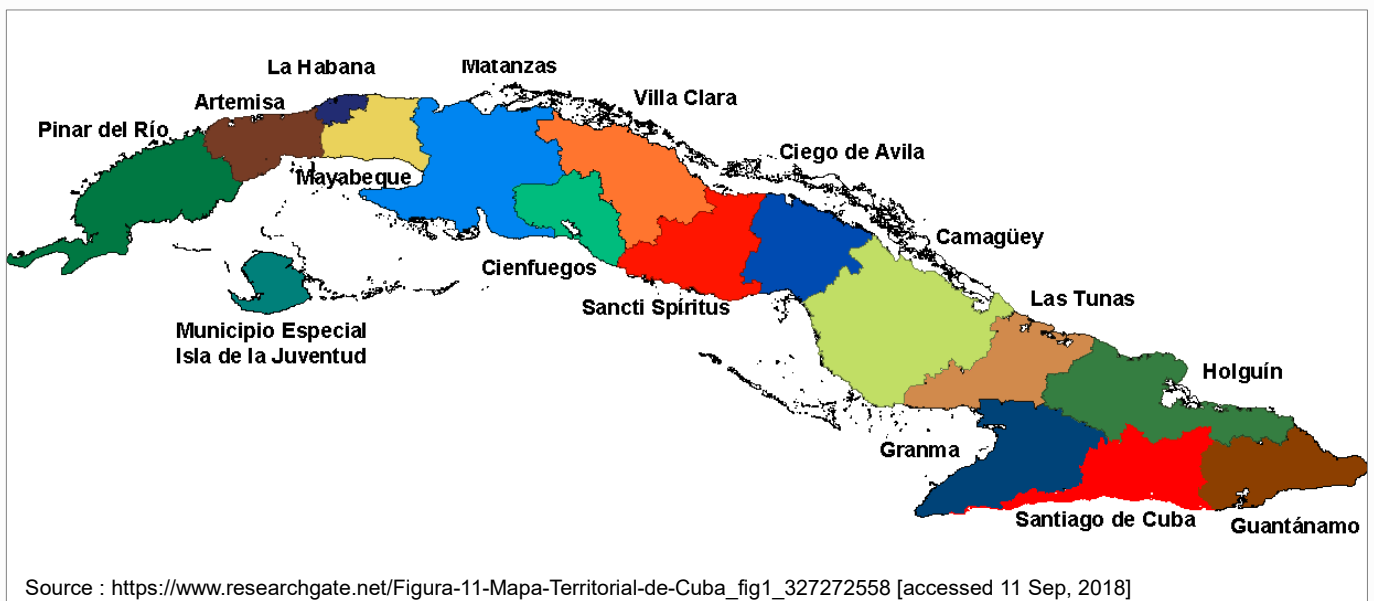 La Habana
Matanzas
Villa Clara
Artemisa
Pinar del Río
Ciego de Avila
Mayabeque
Camagüey
Cienfuegos
Sancti Spíritus
Las Tunas
Municipio Especial
Isla de la Juventud
Holguín
Granma
Santiago de Cuba
Guantánamo
Source : https://www.researchgate.net/Figura-11-Mapa-Territorial-de-Cuba_fig1_327272558 [accessed 11 Sep, 2018]